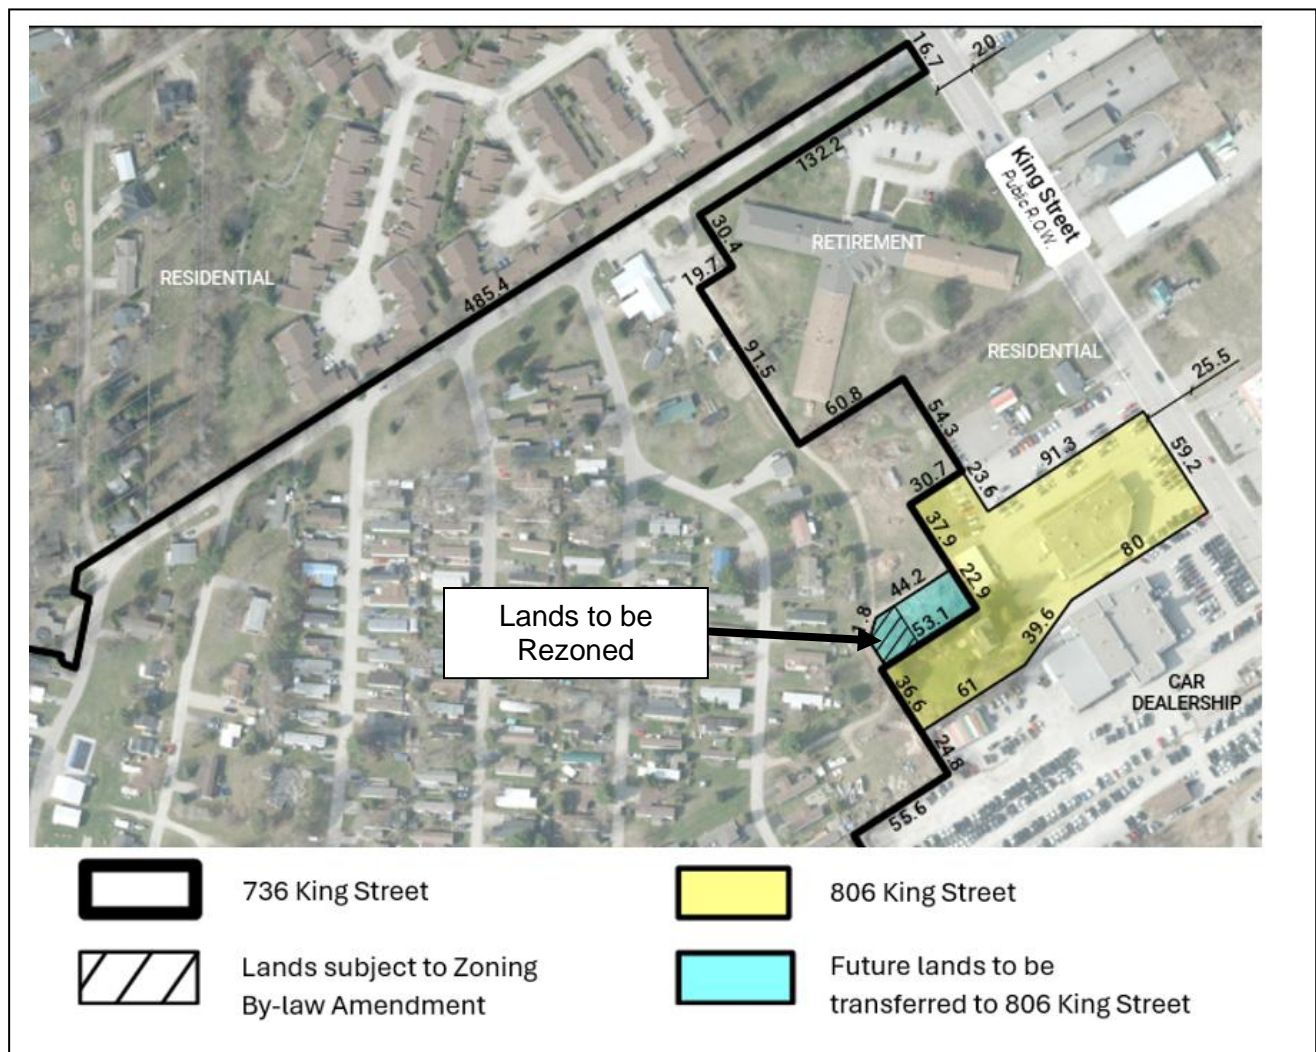 16.7
20
132.2
King Street
Public R.O.W.
30.4
RETIREMENT
19.7
RESIDENTIAL
485.4
91.5
RESIDENTIAL
25.5
60.8
54.3
91.3
59.2
30.7
23.6
37.9
80
22.9
44.2
Lands to be
Rezoned
53.1
39.6
36.6
61
CAR
DEALERSHIP
24.8
55.6
736 King Street
806 King Street
Lands subject to Zoning
By-law Amendment
Future lands to be
transferred to 806 King Street